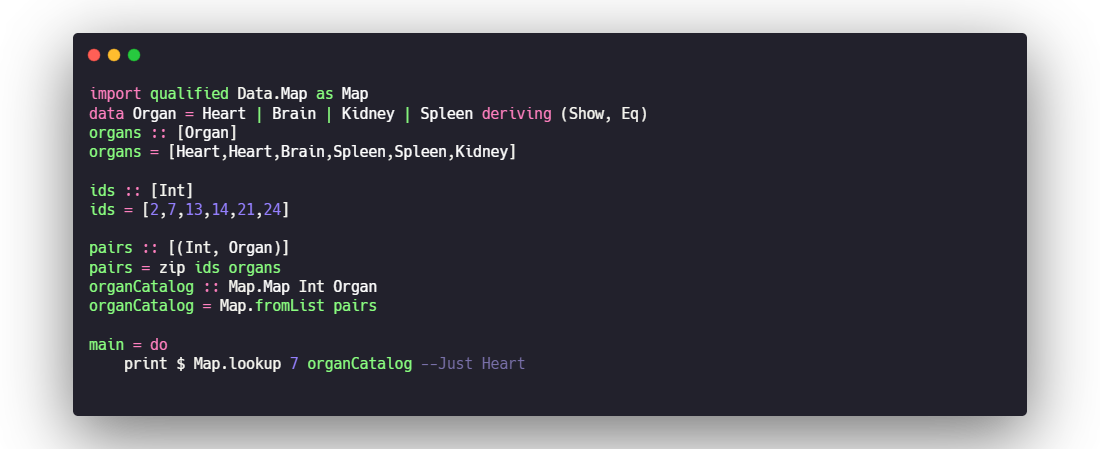 import qualified Data.Map as Map
data Organ = Heart | Brain | Kidney | Spleen deriving (Show, Eq)
organs :: [Organ]
organs = [Heart,Heart,Brain,Spleen,Spleen,Kidney]
ids :: [Int]
ids = [2,7,13,14,21,24]
pairs :: [(Int, Organ)]
pairs = zip ids organs
organCatalog :: Map.Map Int Organ
organCatalog = Map.fromList pairs
main = do
    print $ Map.lookup 7 organCatalog --Just Heart